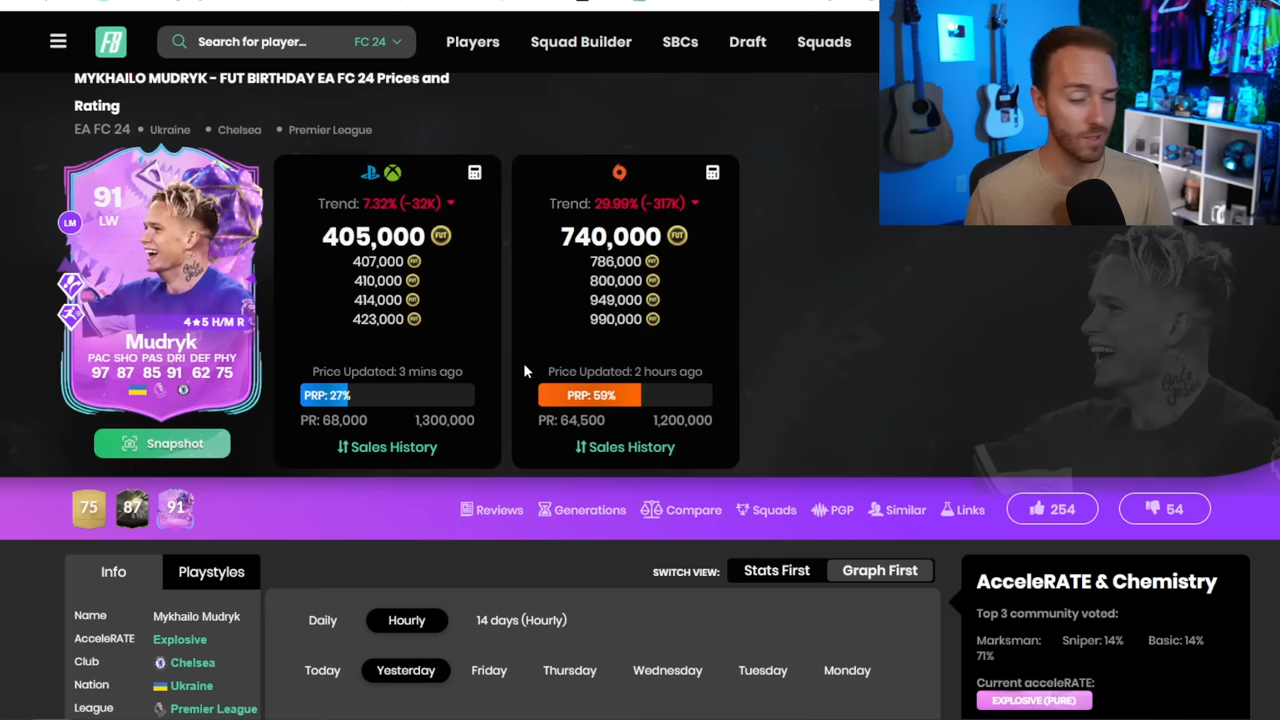 FB
Search for player...
FC 24
Players
Squad Builder
SBCs
Draft
Squads
MYKHAILO MUDRYK - FUT BIRTHDAY EA FC 24 Prices and
Rating
EA FC 24 • Ukraine • Chelsea • Premier League
91
LW
LM
4★5 H/M R
Mudryk
PAC SHO PAS DRI DEF PHY
97 87 85 91 62 75
Snapshot
Trend: 7.32% (-32K)
405,000 FUT
407,000
410,000
414,000
423,000
Price Updated: 3 mins ago
PRP: 27%
PR: 68,000 1,300,000
Sales History
Trend: 29.99% (-317K)
740,000 FUT
786,000
800,000
949,000
990,000
Price Updated: 2 hours ago
PRP: 59%
PR: 64,500 1,200,000
Sales History
75 87 91
Reviews Generations Compare Squads PGP Similar Links 254 54
Info Playstyles
Name Mykhailo Mudryk
AcceleRATE Explosive
Club Chelsea
Nation Ukraine
League Premier League
SWITCH VIEW: Stats First Graph First
Daily Hourly 14 days (Hourly)
Today Yesterday Friday Thursday Wednesday Tuesday Monday
AcceleRATE & Chemistry
Top 3 community voted:
Marksman: Sniper: 14% Basic: 14%
71%
Current acceleRATE:
EXPLOSIVE (PURE)